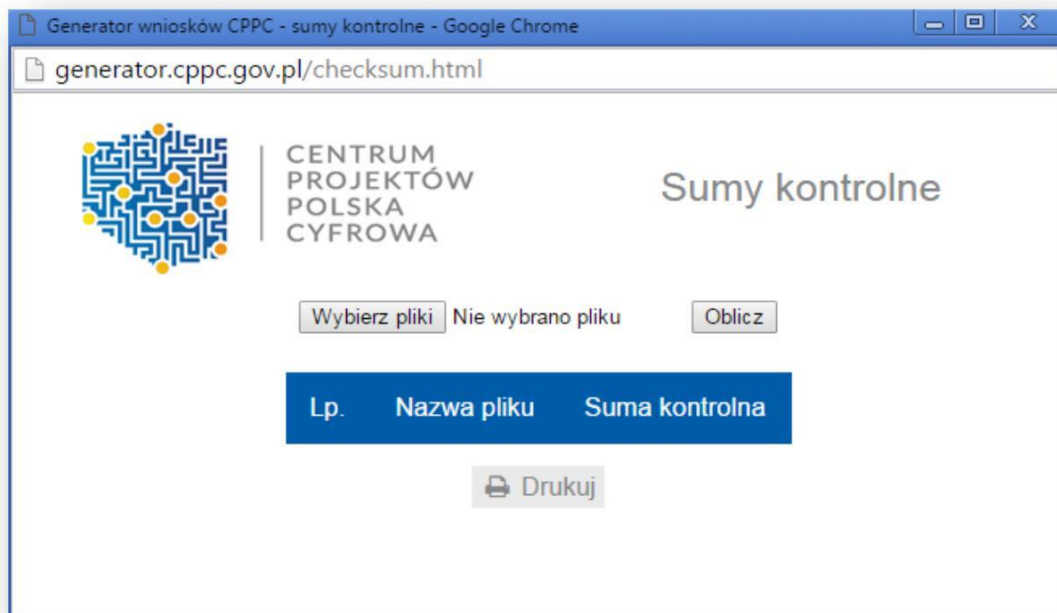 Generator wniosków CPPC - sumy kontrolne - Google Chrome
generator.cppc.gov.pl/checksum.html
CENTRUM
PROJEKTÓW
POLSKA
CYFROWA
Sumy kontrolne
Wybierz pliki Nie wybrano pliku Oblicz
Lp. Nazwa pliku Suma kontrolna
Drukuj